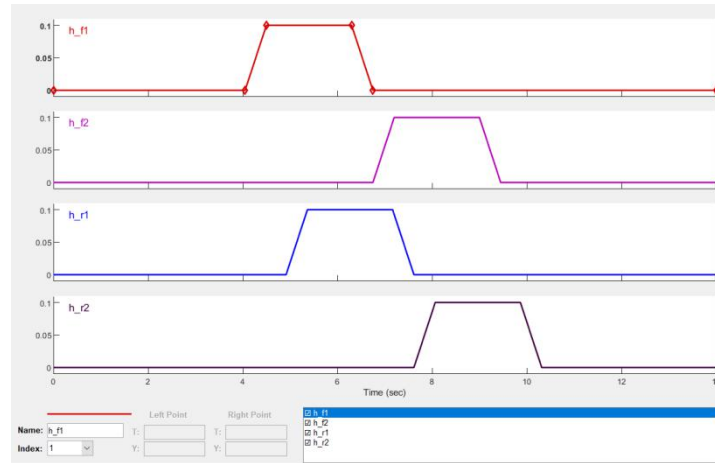 0.1
h_f1
0.05
0
0.1
h_f2
0.05
0
0.1
h_r1
0.05
0
0.1
h_r2
0.05
0
0 2 4 6 8 10 12
Time (sec)
Left Point Right Point
Name: h_f1 T: T:
Index: 1 Y: Y:
h_f1
h_f2
h_r1
h_r2